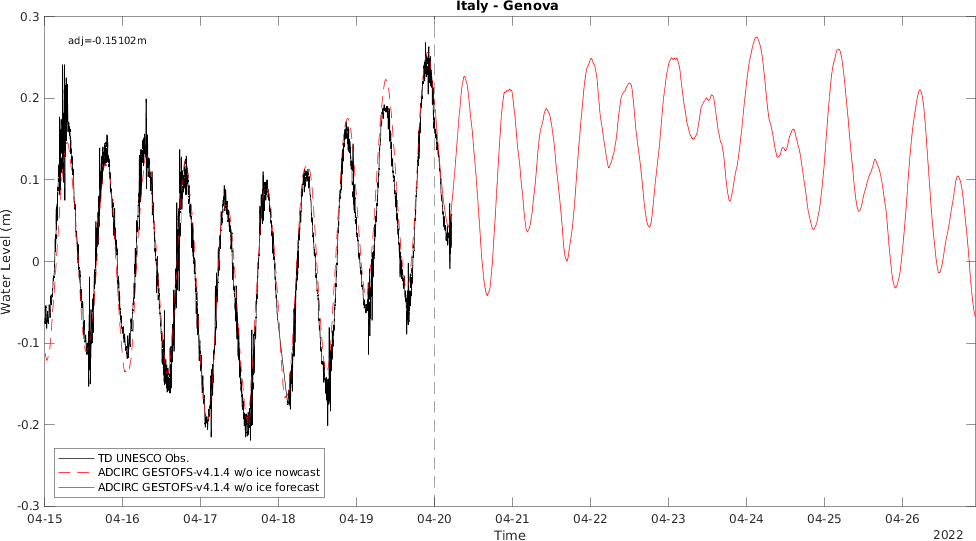 Italy - Genova
adj=-0.15102m
0.3
0.2
0.1
0
-0.1
-0.2
-0.3
Water Level (m)
TD UNESCO Obs.
ADCIRC GESTOFS-v4.1.4 w/o ice nowcast
ADCIRC GESTOFS-v4.1.4 w/o ice forecast
04-15 04-16 04-17 04-18 04-19 04-20 04-21 04-22 04-23 04-24 04-25 04-26
Time
2022